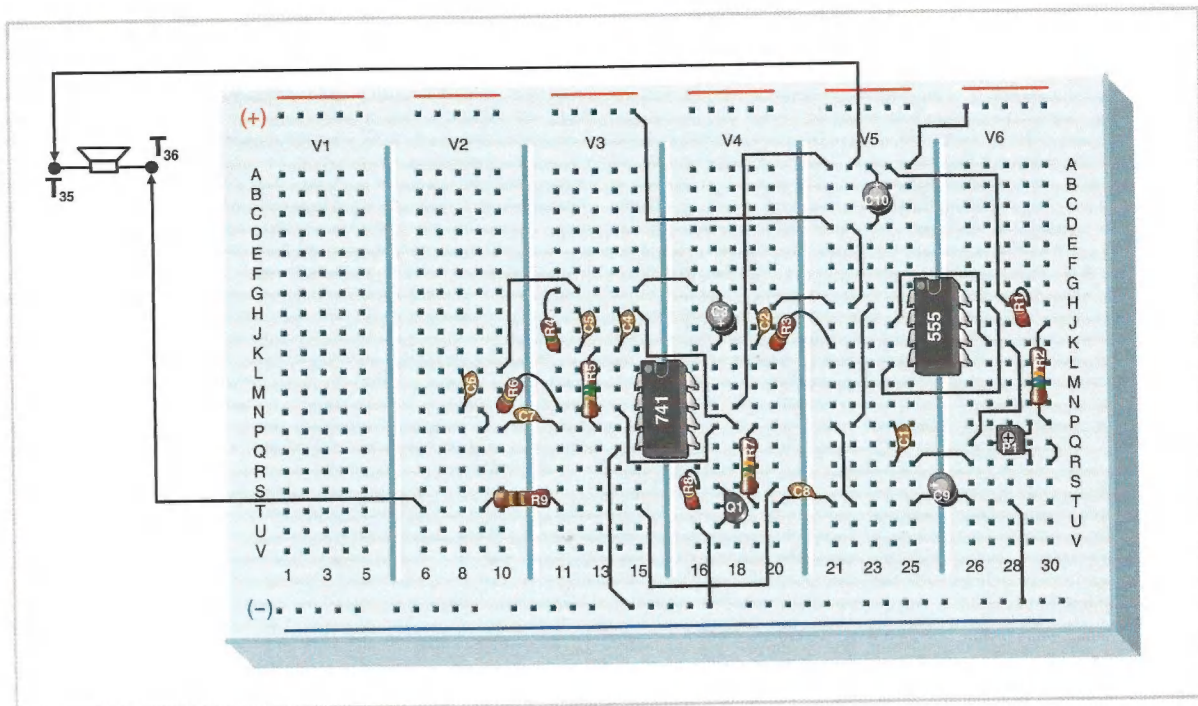 T36
T35
(+)
V1 V2 V3 V4 V5 V6
A A
B B
C C
D D
E E
F F
G G
H H
J J
K K
L L
M M
N N
P P
Q Q
R R
S S
T T
U U
V V
C10
R4 C5 C4 C3 + C2 R3 555 R1
C6 R6 R5 R2
C7 741
R7 C1 P1
R9 R8 Q1 C8 C9
1 3 5 6 8 10 11 13 15 16 18 20 21 23 25 26 28 30
(-)